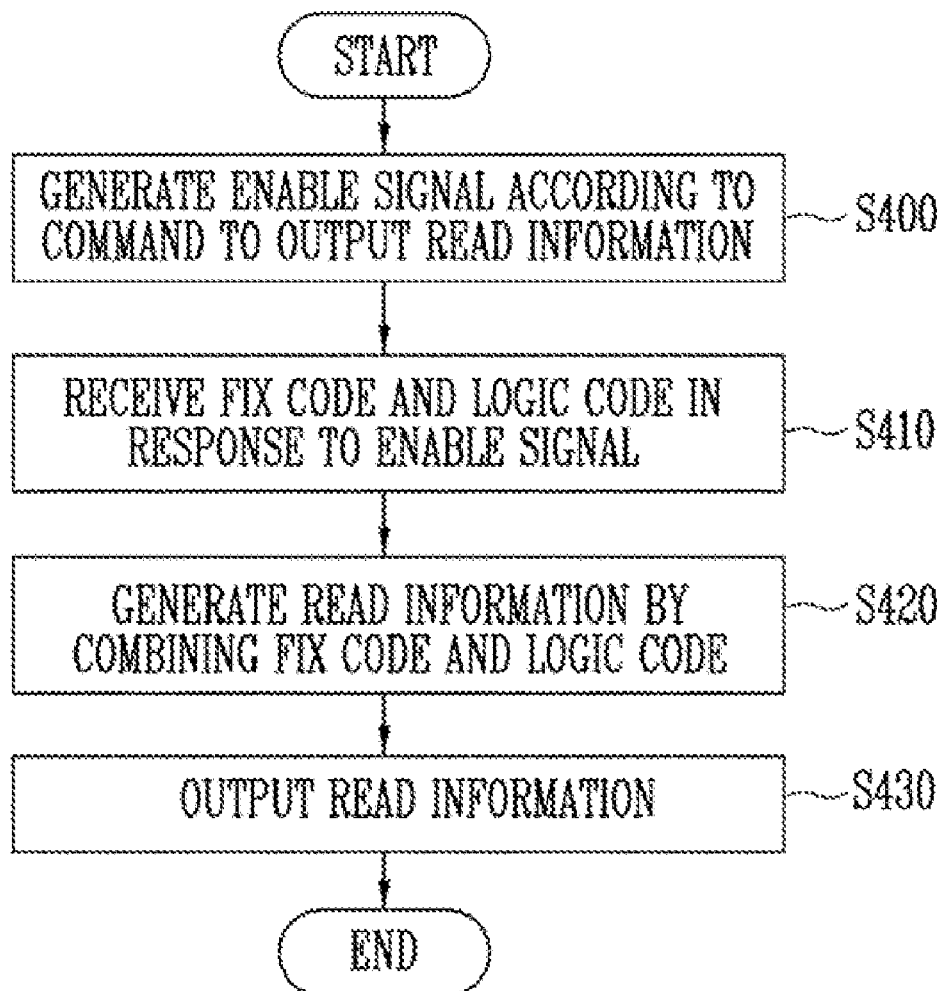 START
GENERATE ENABLE SIGNAL ACCORDING TO
COMMAND TO OUTPUT READ INFORMATION
S400
RECEIVE FIX CODE AND LOGIC CODE IN
RESPONSE TO ENABLE SIGNAL
S410
GENERATE READ INFORMATION BY
COMBINING FIX CODE AND LOGIC CODE
S420
OUTPUT READ INFORMATION
S430
END